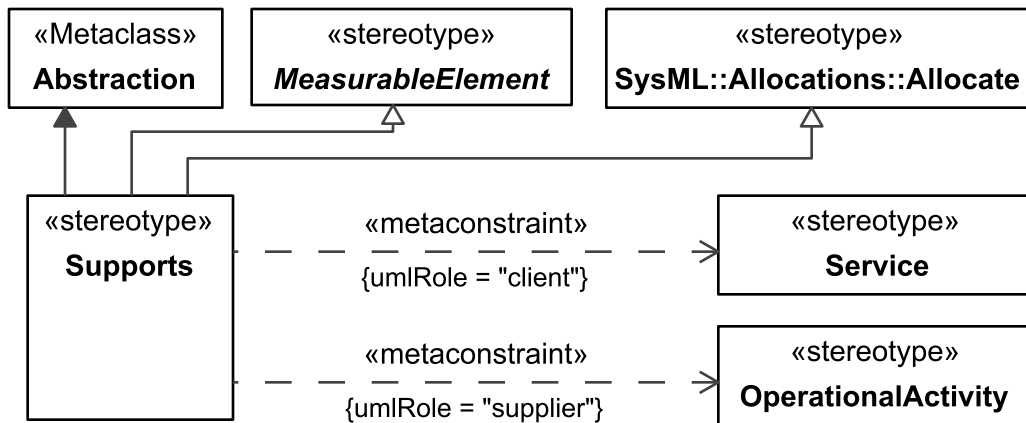 «Metaclass»
Abstraction
«stereotype»
MeasurableElement
«stereotype»
SysML::Allocations::Allocate
«stereotype»
Supports
«metaconstraint»
{umlRole = "client"}
«stereotype»
Service
«metaconstraint»
{umlRole = "supplier"}
«stereotype»
OperationalActivity